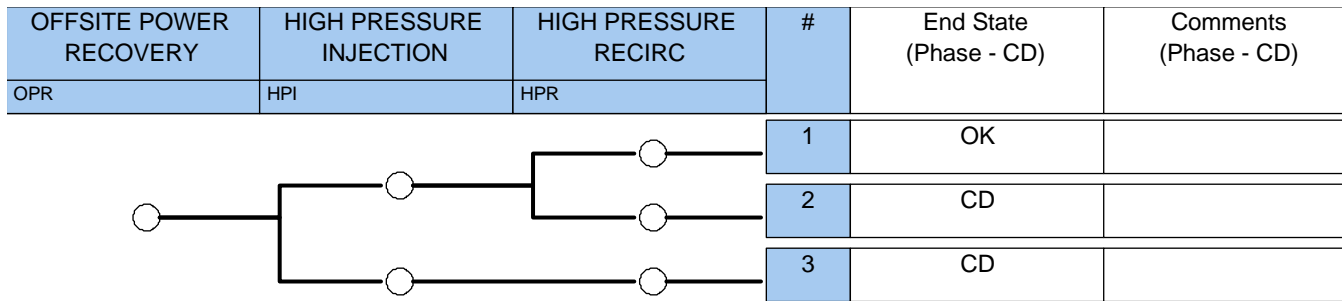 OFFSITE POWER
RECOVERY
HIGH PRESSURE
INJECTION
HIGH PRESSURE
RECIRC
#
End State
(Phase - CD)
Comments
(Phase - CD)
OPR
HPI
HPR
1
OK
2
CD
3
CD